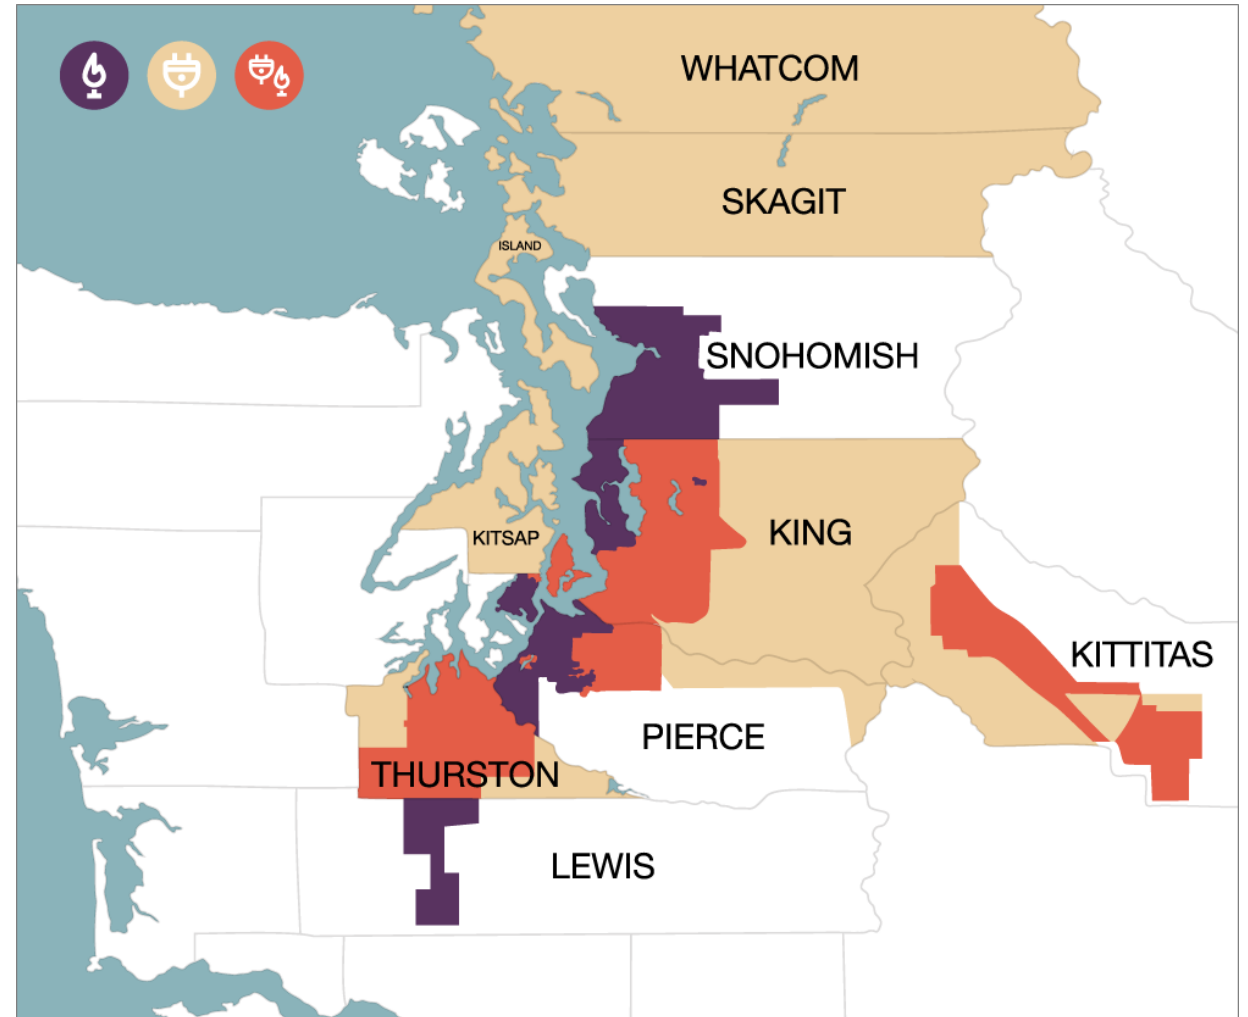 WHATCOM
SKAGIT
ISLAND
SNOHOMISH
KITSAP
KING
KITTITAS
PIERCE
THURSTON
LEWIS